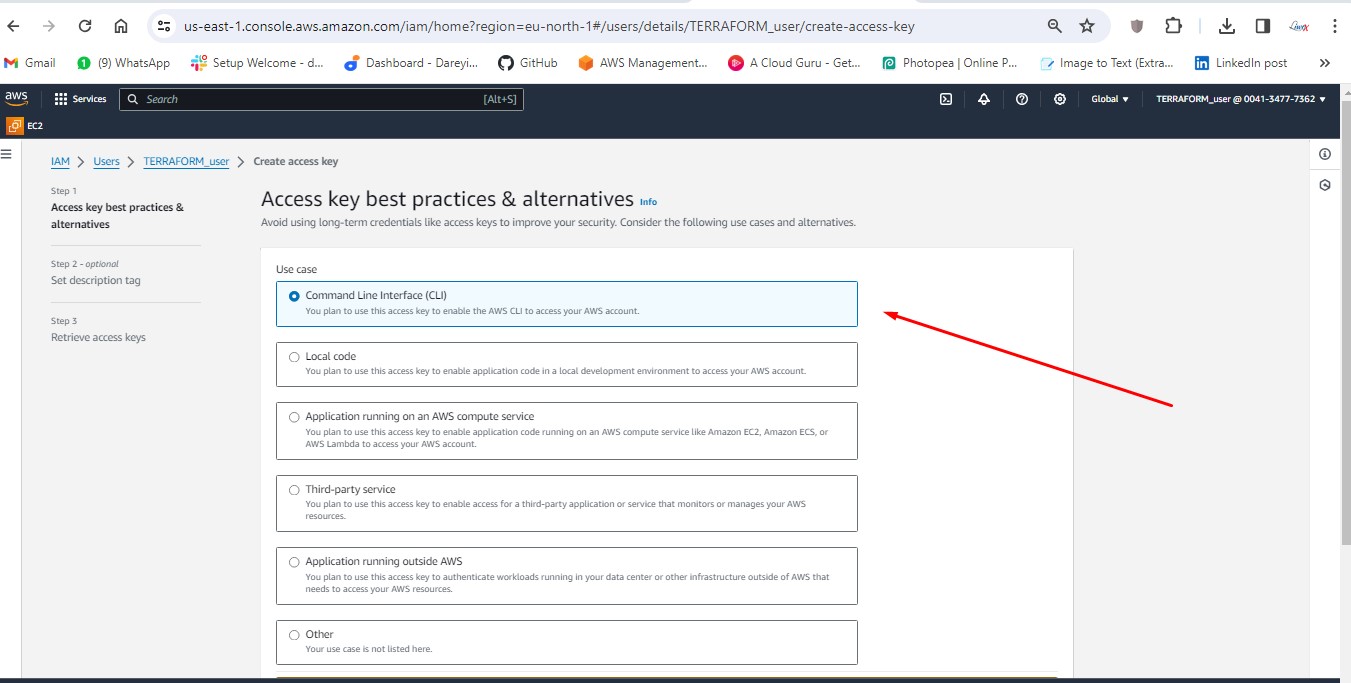 us-east-1.console.aws.amazon.com/iam/home?region=eu-north-1#/users/details/TERRAFORM_user/create-access-key
Gmail (9) WhatsApp Setup Welcome - d... Dashboard - Dareyi... GitHub AWS Management... A Cloud Guru - Get... Photopea | Online P... Image to Text (Extra... LinkedIn post
aws Services Search [Alt+S] Global TERRAFORM_user @ 0041-3477-7362
EC2
IAM > Users > TERRAFORM_user > Create access key
Step 1
Access key best practices &
alternatives
Step 2 - optional
Set description tag
Step 3
Retrieve access keys
Access key best practices & alternatives Info
Avoid using long-term credentials like access keys to improve your security. Consider the following use cases and alternatives.
Use case
Command Line Interface (CLI)
You plan to use this access key to enable the AWS CLI to access your AWS account.
Local code
You plan to use this access key to enable application code in a local development environment to access your AWS account.
Application running on an AWS compute service
You plan to use this access key to enable application code running on an AWS compute service like Amazon EC2, Amazon ECS, or
AWS Lambda to access your AWS account.
Third-party service
You plan to use this access key to enable access for a third-party application or service that monitors or manages your AWS
resources.
Application running outside AWS
You plan to use this access key to authenticate workloads running in your data center or other infrastructure outside of AWS that
needs to access your AWS resources.
Other
Your use case is not listed here.